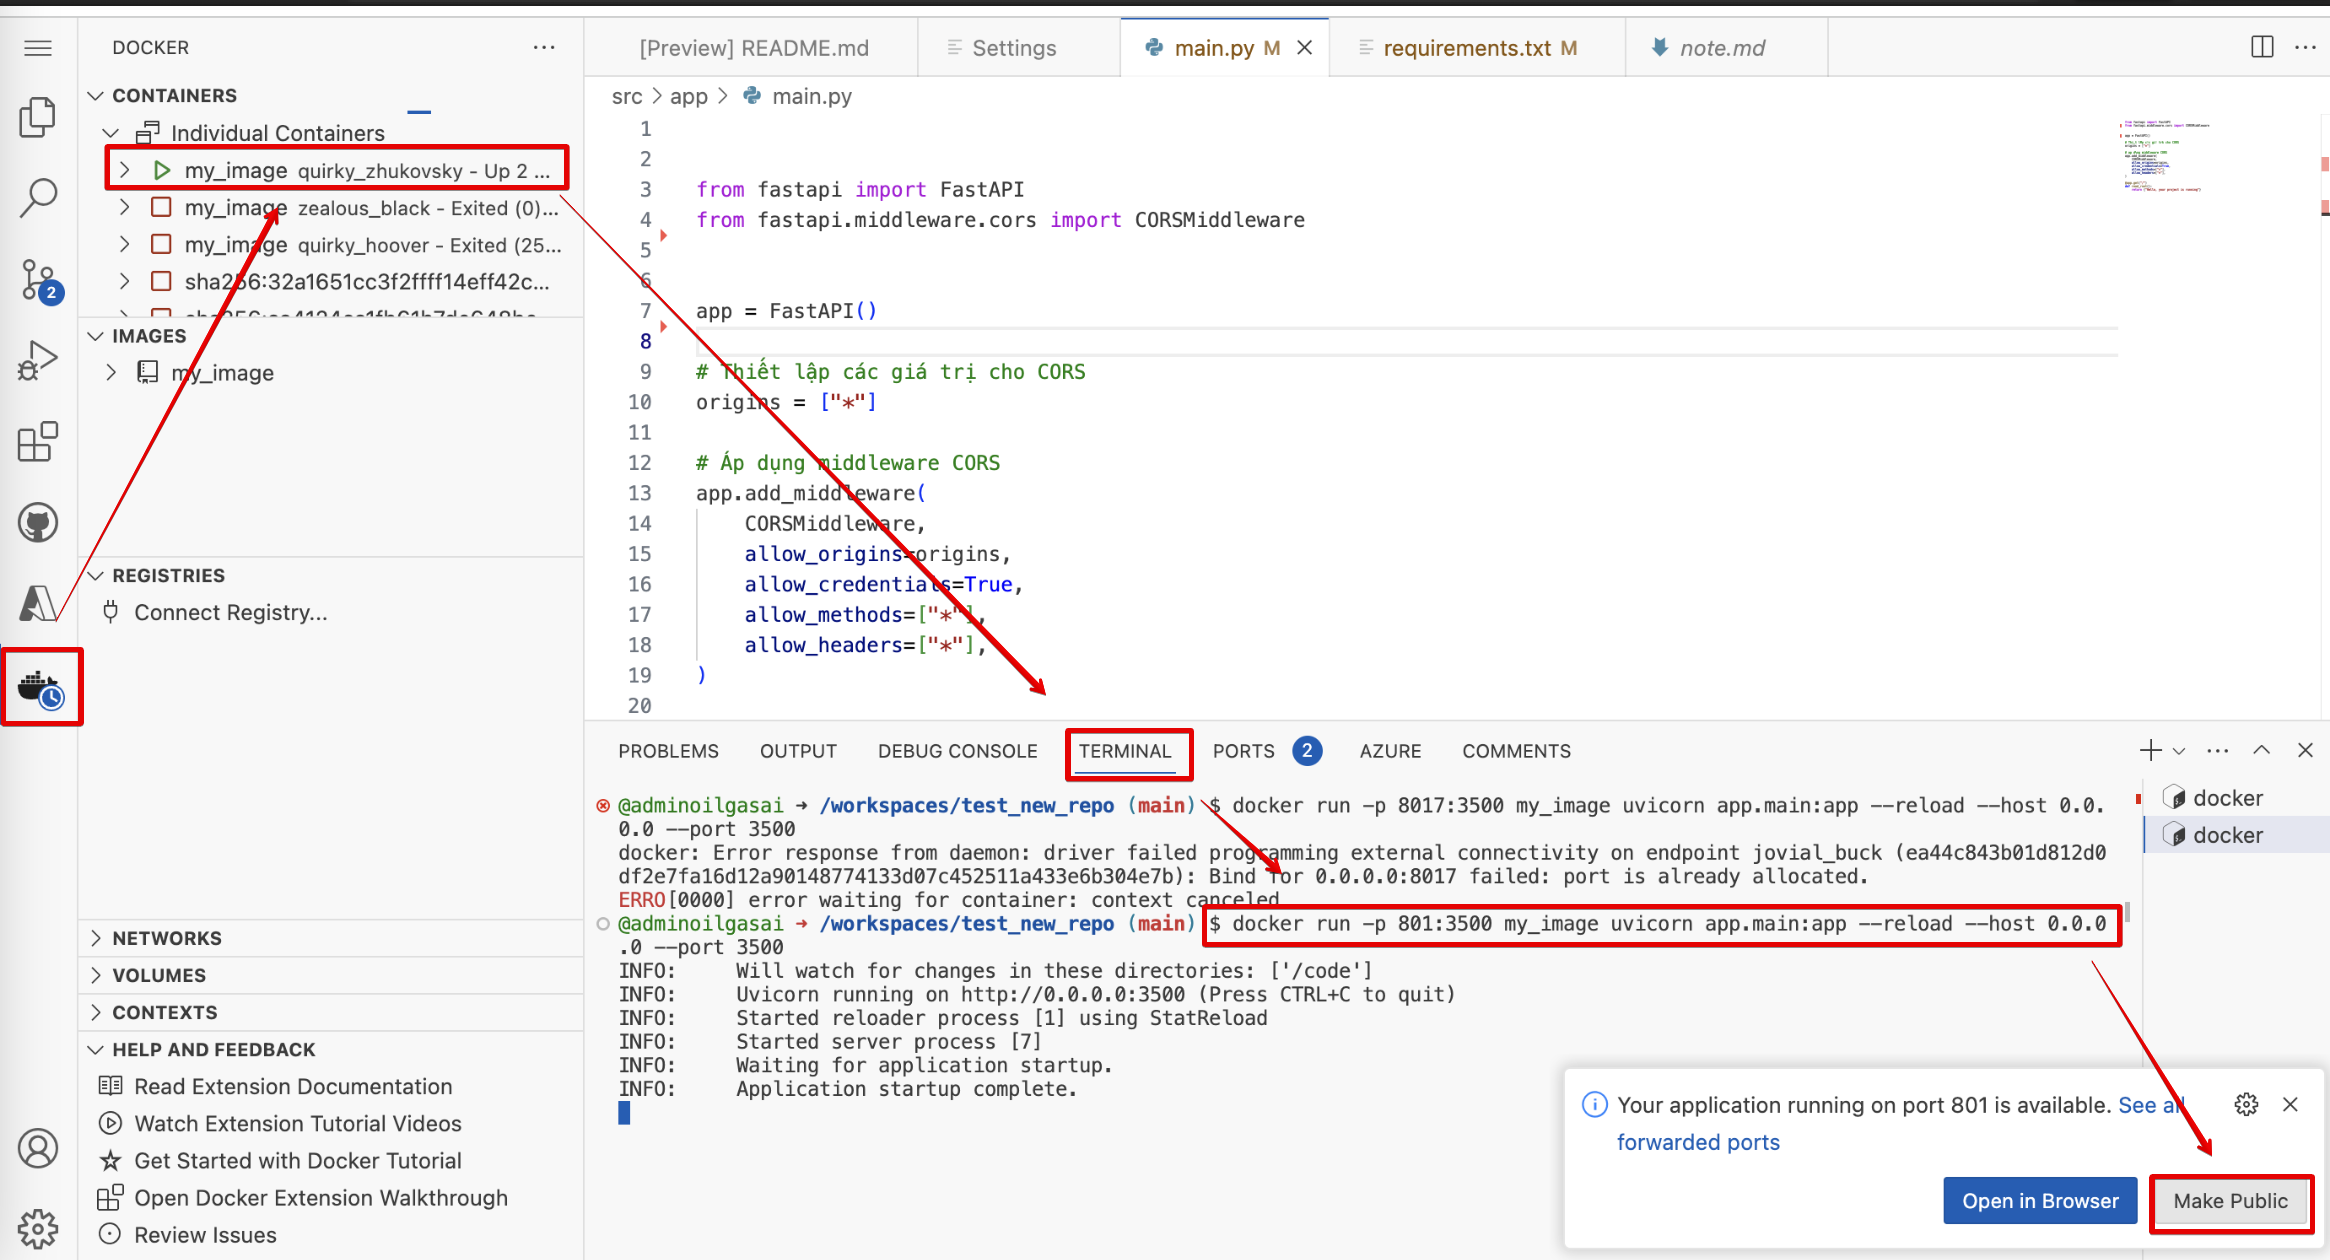 DOCKER
CONTAINERS
Individual Containers
my_image quirky_zhukovsky - Up 2 ...
my_image zealous_black - Exited (0)...
my_image quirky_hoover - Exited (25...
sha256:32a1651cc3f2ffff14eff42c...
IMAGES
my_image
REGISTRIES
Connect Registry...
NETWORKS
VOLUMES
CONTEXTS
HELP AND FEEDBACK
Read Extension Documentation
Watch Extension Tutorial Videos
Get Started with Docker Tutorial
Open Docker Extension Walkthrough
Review Issues
2
[Preview] README.md
Settings
main.py M
requirements.txt M
note.md
src > app > main.py
1
2
3 from fastapi import FastAPI
4 from fastapi.middleware.cors import CORSMiddleware
5
6
7 app = FastAPI()
8
9 # Thiết lập các giá trị cho CORS
10 origins = ["*"]
11
12 # Áp dụng middleware CORS
13 app.add_middleware(
14 CORSMiddleware,
15 allow_origins=origins,
16 allow_credentials=True,
17 allow_methods=["*"],
18 allow_headers=["*"],
19 )
20
PROBLEMS OUTPUT DEBUG CONSOLE TERMINAL PORTS 2 AZURE COMMENTS
@adminoilgasai → /workspaces/test_new_repo (main) $ docker run -p 8017:3500 my_image uvicorn app.main:app --reload --host 0.0.
0.0 --port 3500
docker: Error response from daemon: driver failed programming external connectivity on endpoint jovial_buck (ea44c843b01d812d0
df2e7fa16d12a90148774133d07c452511a433e6b304e7b): Bind for 0.0.0.0:8017 failed: port is already allocated.
ERRO[0000] error waiting for container: context canceled
@adminoilgasai → /workspaces/test_new_repo (main) $ docker run -p 801:3500 my_image uvicorn app.main:app --reload --host 0.0.0
.0 --port 3500
INFO: Will watch for changes in these directories: ['/code']
INFO: Uvicorn running on http://0.0.0.0:3500 (Press CTRL+C to quit)
INFO: Started reloader process [1] using StatReload
INFO: Started server process [7]
INFO: Waiting for application startup.
INFO: Application startup complete.
docker
docker
Your application running on port 801 is available. See all
forwarded ports
Open in Browser
Make Public